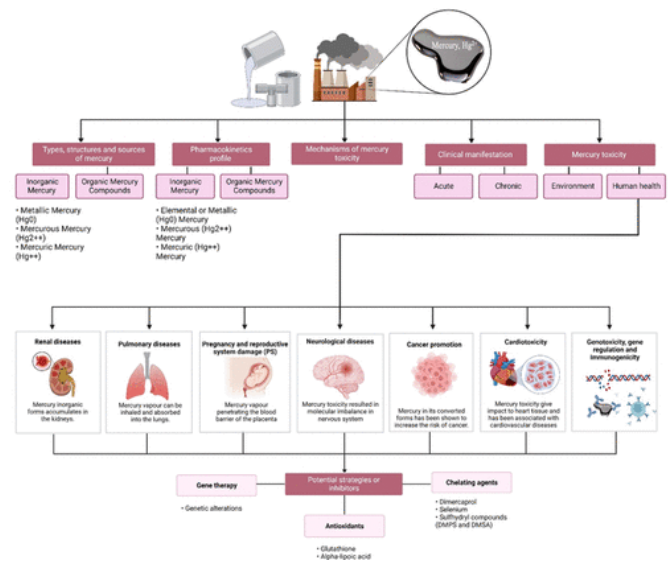 Mercury, Hg²⁺
Types, structures and sources
of mercury
Pharmacokinetics
profile
Mechanisms of mercury
toxicity
Clinical manifestation
Mercury toxicity
Inorganic
Mercury
Organic Mercury
Compounds
Inorganic
Mercury
Organic Mercury
Compounds
Acute
Chronic
Environment
Human health
• Metallic Mercury
(Hg0)
• Mercurous Mercury
(Hg2++)
• Mercuric Mercury
(Hg++)
• Elemental or Metallic
(Hg0) Mercury
• Mercurous (Hg2++)
Mercury
• Mercuric (Hg++)
Mercury
Renal diseases
Mercury inorganic
forms accumulates in
the kidneys.
Pulmonary diseases
Mercury vapour can be
inhaled and absorbed
into the lungs.
Pregnancy and reproductive
system damage (PS)
Mercury vapour
penetrating the blood
barrier of the placenta
Neurological diseases
Mercury toxicity resulted in
molecular imbalance in
nervous system
Cancer promotion
Mercury in its converted
forms has been shown to
increase the risk of cancer.
Cardiotoxicity
Mercury toxicity give
impact to heart tissue and
has been associated with
cardiovascular diseases
Genotoxicity, gene
regulation and
Immunogenicity
Potential strategies or
inhibitors
Gene therapy
• Genetic alterations
Antioxidants
• Glutathione
• Alpha-lipoic acid
Chelating agents
• Dimercaprol
• Selenium
• Sulfhydryl compounds
(DMPS and DMSA)